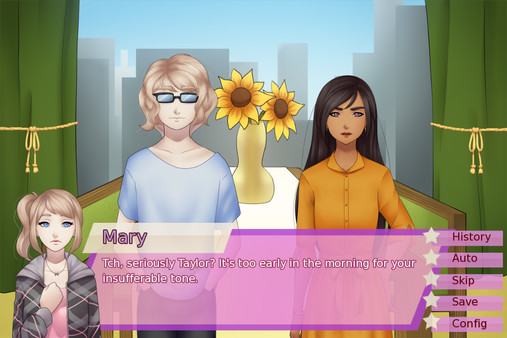 Mary
Tch, seriously Taylor? It's too early in the morning for your
insufferable tone.
History
Auto
Skip
Save
Config